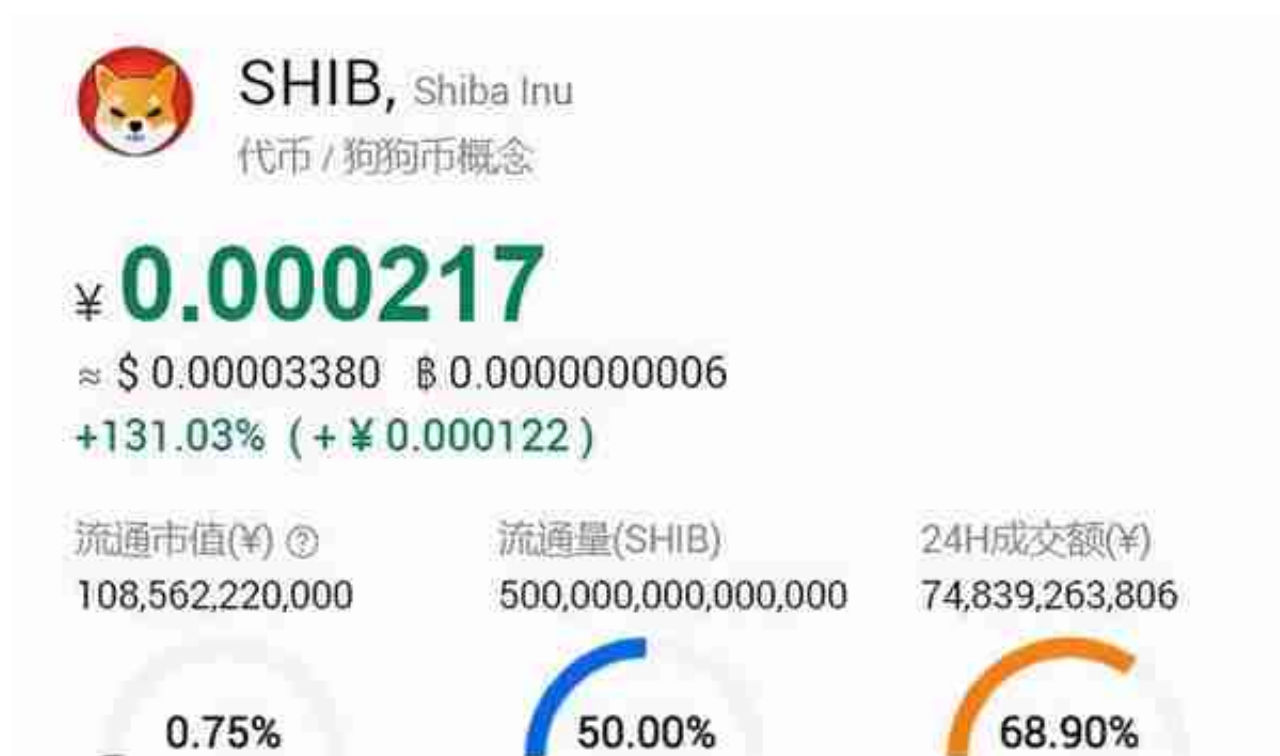 SHIB, Shiba Inu
代币 / 狗狗币概念
¥ 0.000217
≈ $ 0.00003380 ฿ 0.0000000006
+131.03% ( + ¥ 0.000122 )
流通市值(¥) ? 流通量(SHIB) 24H成交额(¥)
108,562,220,000 500,000,000,000,000 74,839,263,806
0.75% 50.00% 68.90%